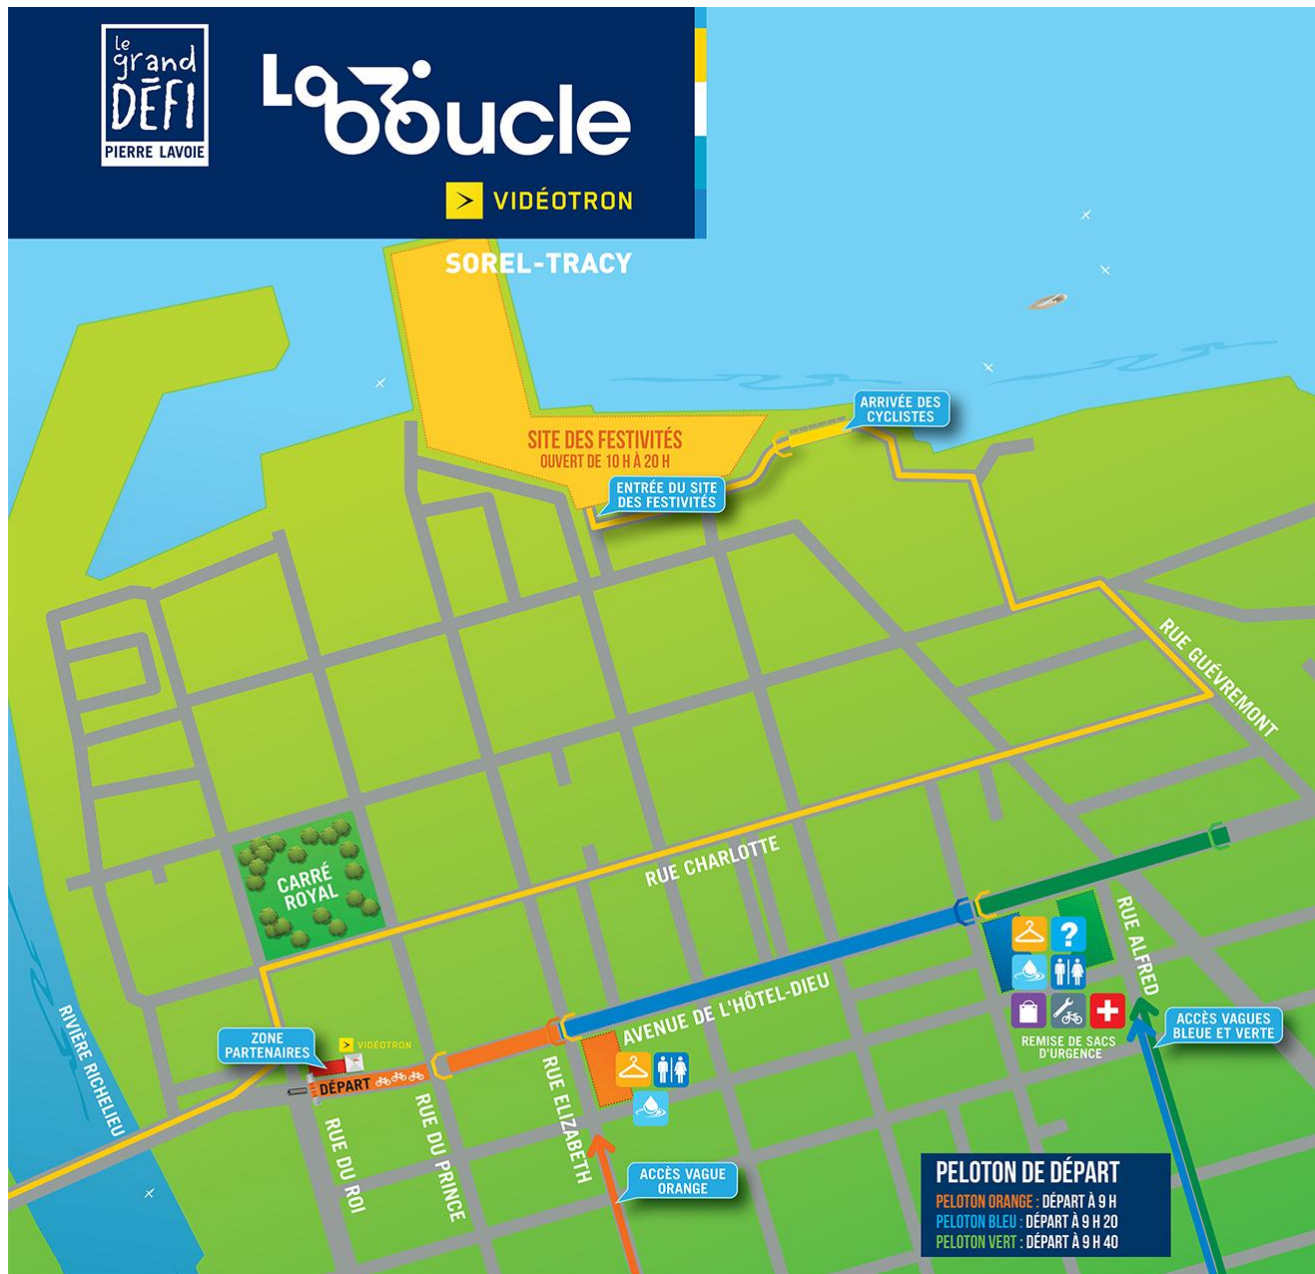 le
grand
DÉFI
PIERRE LAVOIE
La boucle
> VIDÉOTRON
SOREL-TRACY
ARRIVÉE DES
CYCLISTES
SITE DES FESTIVITÉS
OUVERT DE 10 H À 20 H
ENTRÉE DU SITE
DES FESTIVITÉS
RUE GUÉVREMONT
CARRÉ
ROYAL
RUE CHARLOTTE
RUE ALFRED
?
AVENUE DE L'HÔTEL-DIEU
RIVIÈRE RICHELIEU
ZONE
PARTENAIRES
> VIDÉOTRON
DÉPART
REMISE DE SACS
D'URGENCE
ACCÈS VAGUES
BLEUE ET VERTE
RUE DU ROI
RUE DU PRINCE
RUE ELIZABETH
ACCÈS VAGUE
ORANGE
PELOTON DE DÉPART
PELOTON ORANGE : DÉPART À 9 H
PELOTON BLEU : DÉPART À 9 H 20
PELOTON VERT : DÉPART À 9 H 40